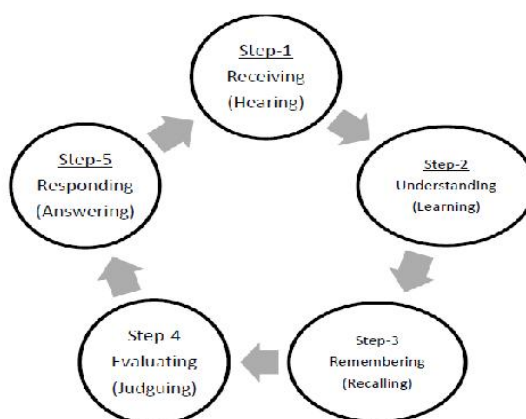 Step-1
Receiving
(Hearing)
Step-2
Understanding
(Learning)
Step-3
Remembering
(Recalling)
Step 4
Evaluating
(Judguing)
Step-5
Responding
(Answering)